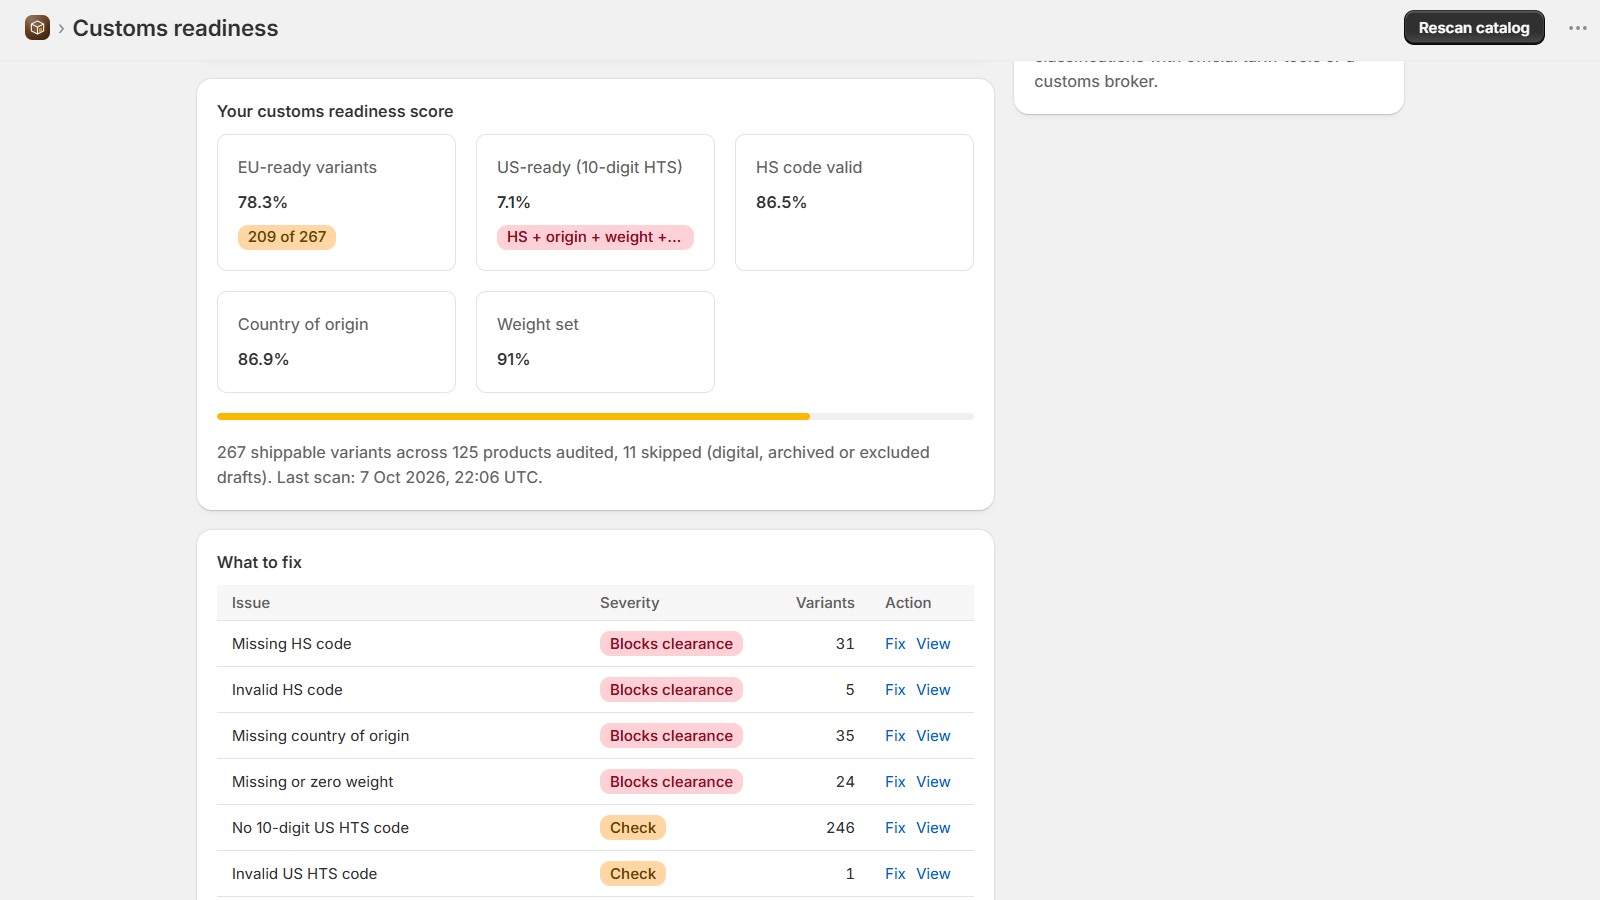 Customs readiness
Rescan catalog
customs broker.
Your customs readiness score
EU-ready variants
78.3%
209 of 267
US-ready (10-digit HTS)
7.1%
HS + origin + weight +...
HS code valid
86.5%
Country of origin
86.9%
Weight set
91%
267 shippable variants across 125 products audited, 11 skipped (digital, archived or excluded
drafts). Last scan: 7 Oct 2026, 22:06 UTC.
What to fix
Issue Severity Variants Action
Missing HS code Blocks clearance 31 Fix View
Invalid HS code Blocks clearance 5 Fix View
Missing country of origin Blocks clearance 35 Fix View
Missing or zero weight Blocks clearance 24 Fix View
No 10-digit US HTS code Check 246 Fix View
Invalid US HTS code Check 1 Fix View